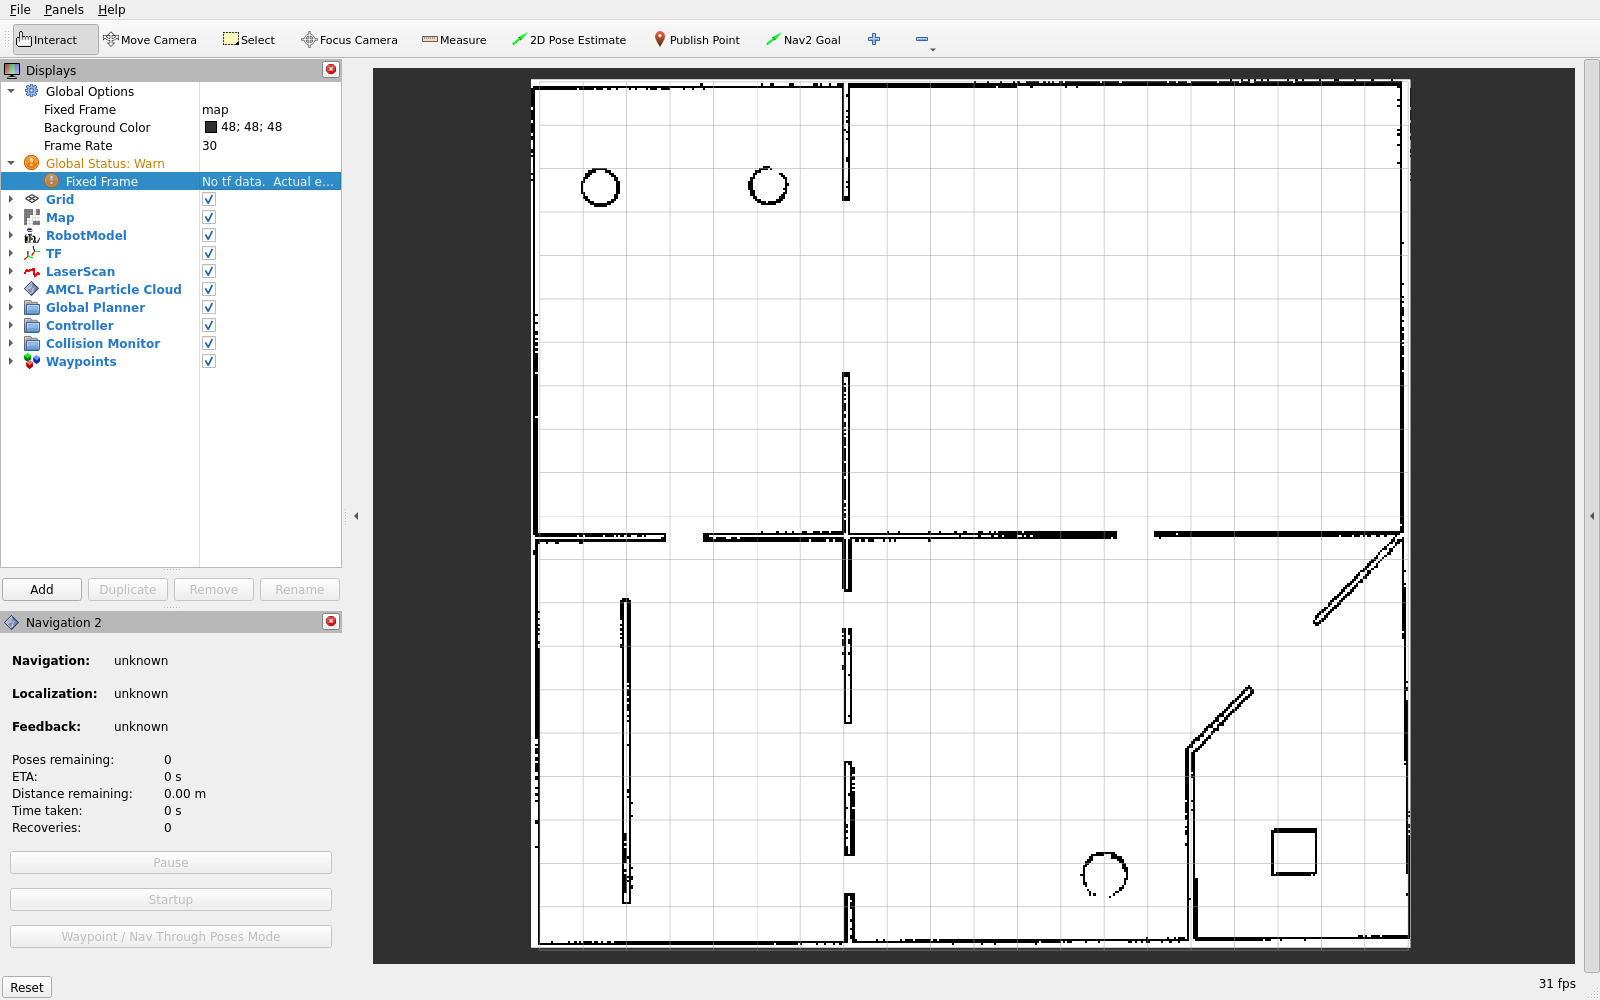 File Panels Help
Interact Move Camera Select Focus Camera Measure 2D Pose Estimate Publish Point Nav2 Goal
Displays
Global Options
Fixed Frame map
Background Color 48; 48; 48
Frame Rate 30
Global Status: Warn
Fixed Frame No tf data. Actual e...
Grid
Map
RobotModel
TF
LaserScan
AMCL Particle Cloud
Global Planner
Controller
Collision Monitor
Waypoints
Add Duplicate Remove Rename
Navigation 2
Navigation: unknown
Localization: unknown
Feedback: unknown
Poses remaining: 0
ETA: 0 s
Distance remaining: 0.00 m
Time taken: 0 s
Recoveries: 0
Pause
Startup
Waypoint / Nav Through Poses Mode
Reset
31 fps